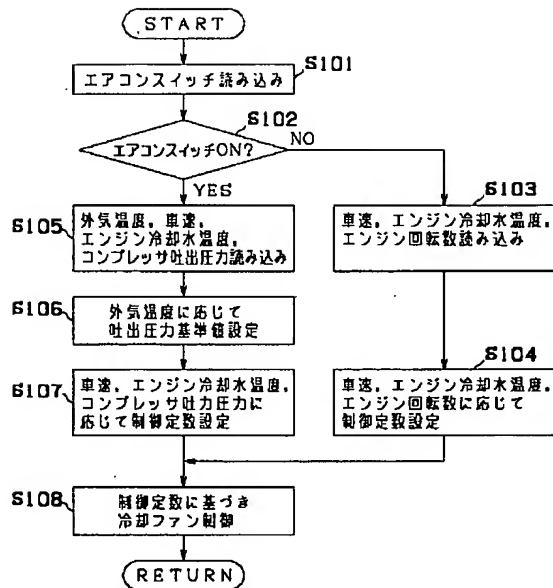 START
S101
エアコンスイッチ読み込み
S102
エアコンスイッチON?
NO
YES
S105
外気温度,車速,
エンジン冷却水温度,
コンプレッサ吐出圧力読み込み
S103
車速,エンジン冷却水温度,
エンジン回転数読み込み
S106
外気温度に応じて
吐出圧力基準値設定
S107
車速,エンジン冷却水温度,
コンプレッサ吐力圧力に
応じて制御定数設定
S104
車速,エンジン冷却水温度,
エンジン回転数に応じて
制御定数設定
S108
制御定数に基づき
冷却ファン制御
RETURN